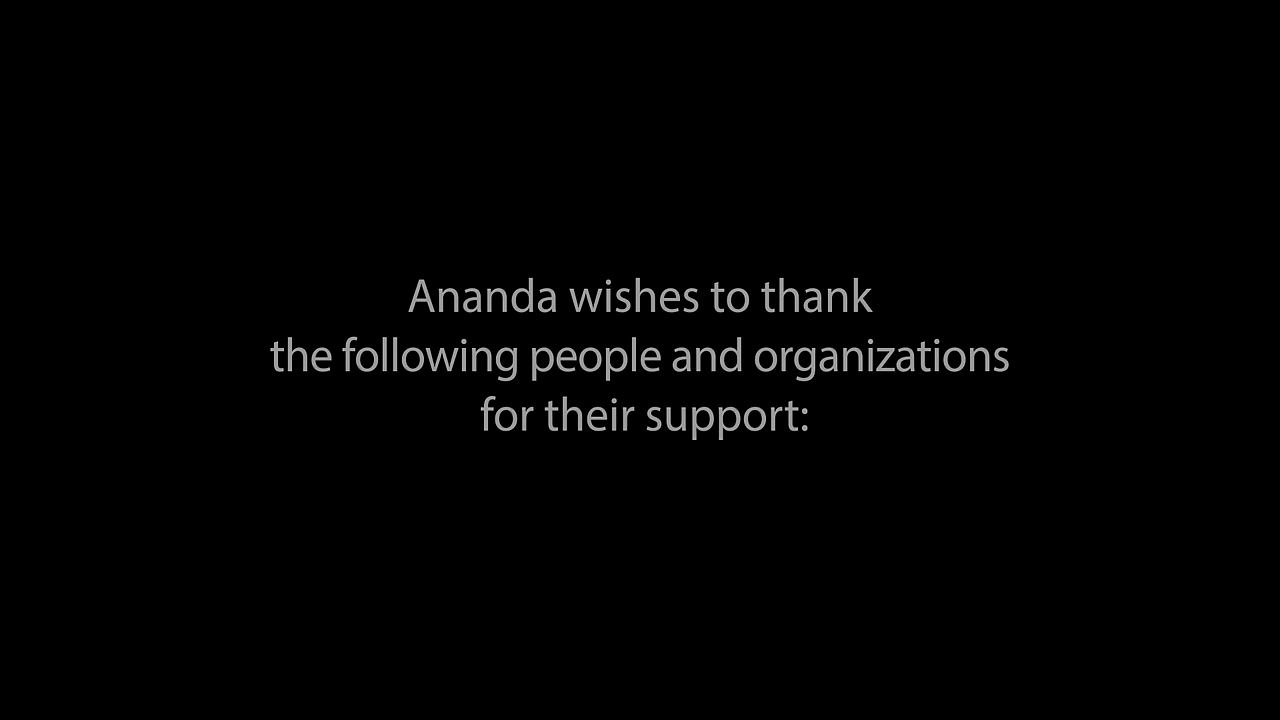 Ananda wishes to thank
the following people and organizations
for their support: